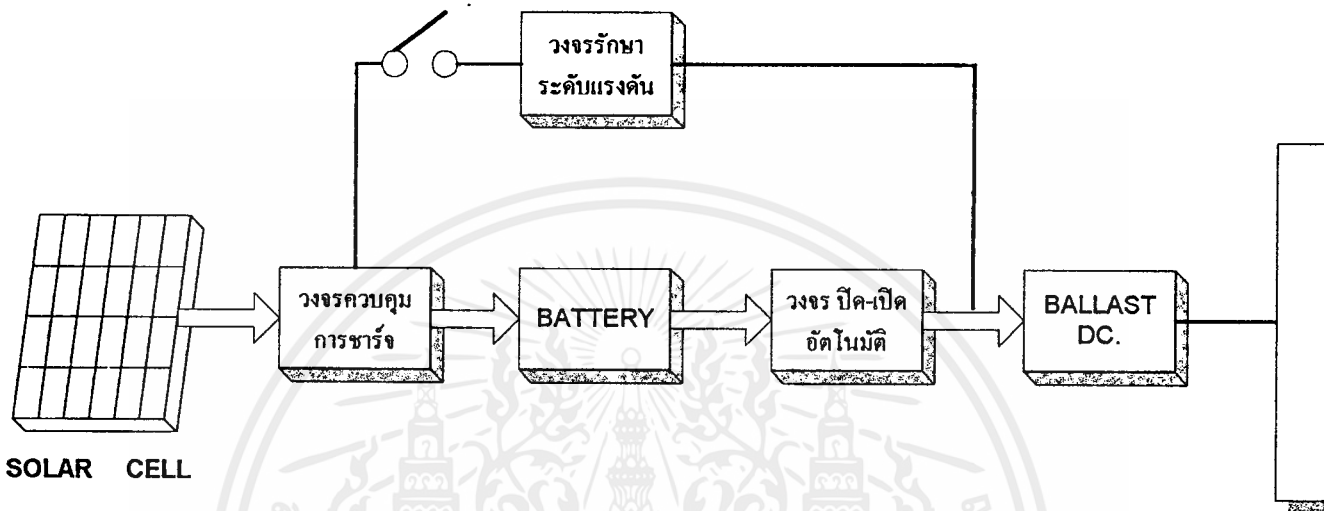 วงจรรักษา
ระดับแรงดัน
วงจรควบคุม
การชาร์จ
BATTERY
วงจร ปิด-เปิด
อัตโนมัติ
BALLAST
DC.
SOLAR CELL